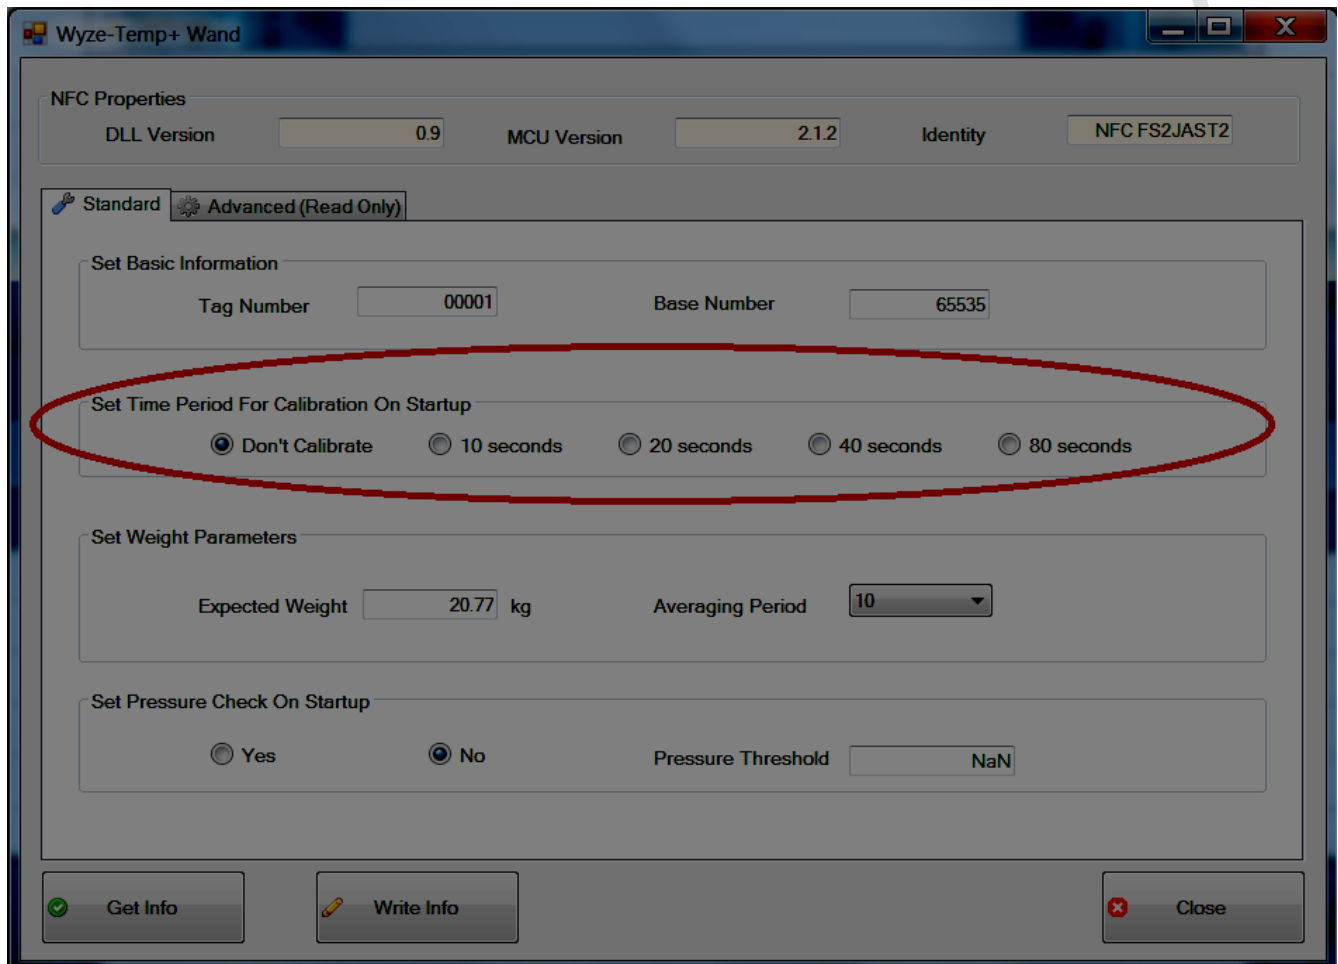 Wyze-Temp+ Wand
NFC Properties
DLL Version 0.9 MCU Version 2.1.2 Identity NFC FS2JAST2
Standard Advanced (Read Only)
Set Basic Information
Tag Number 00001 Base Number 65535
Set Time Period For Calibration On Startup
Don't Calibrate 10 seconds 20 seconds 40 seconds 80 seconds
Set Weight Parameters
Expected Weight 20.77 kg Averaging Period 10
Set Pressure Check On Startup
Yes No Pressure Threshold NaN
Get Info Write Info Close